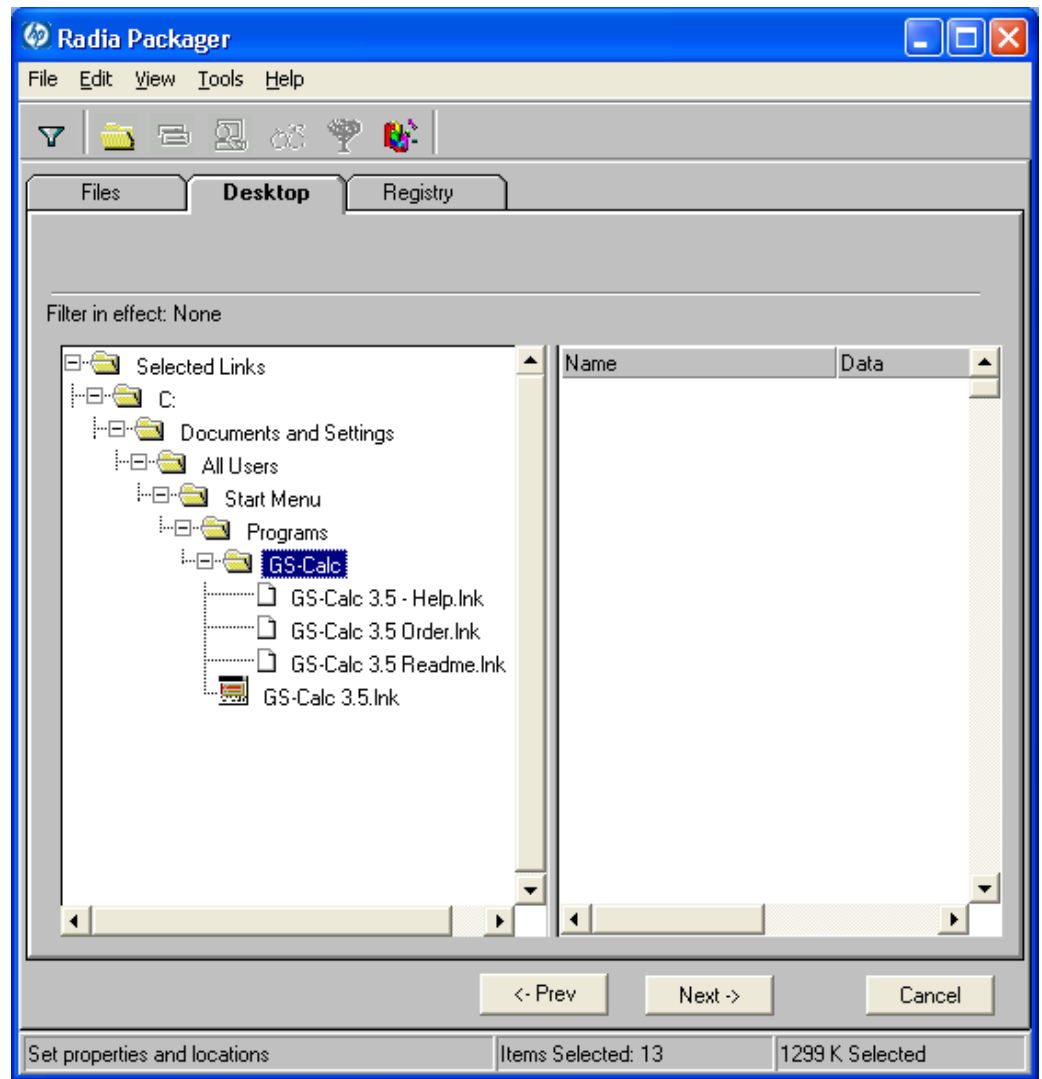 hp Radia Packager
File Edit View Tools Help
Files Desktop Registry
Filter in effect: None
Selected Links
C:
Documents and Settings
All Users
Start Menu
Programs
GS-Calc
GS-Calc 3.5 - Help.lnk
GS-Calc 3.5 Order.lnk
GS-Calc 3.5 Readme.lnk
GS-Calc 3.5.lnk
Name Data
<- Prev Next -> Cancel
Set properties and locations Items Selected: 13 1299 K Selected